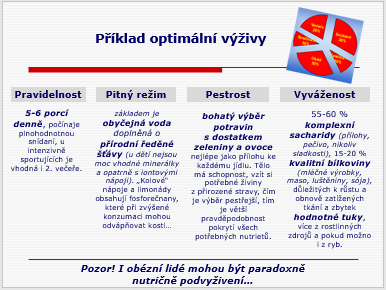 Příklad optimální výživy
Pravidelnost
5–6 porcí
denně, počínaje
plnohodnotnou
snídaní, u
intenzivně
sportujících je
vhodná i 2. večeře.
Pitný režim
základem je
obyčejná voda
doplněná o
přírodní ředěné
šťávy (u dětí nejsou
moc vhodné minerálky
a opatrně s iontovými
nápoji). „Kolové“
nápoje a limonády
obsahují fosforečnany,
které při zvýšené
konzumaci mohou
odvápňovat kosti...
Pestrost
bohatý výběr
potravin
s dostatkem
zeleniny a ovoce
nejlépe jako přílohu ke
každému jídlu. Tělo
má schopnost, vzít si
potřebné živiny
z přirozené stravy, čím
je výběr pestřejší, tím
je větší
pravděpodobnost
pokrytí všech
potřebných nutrietů.
Vyváženost
55–60 %
komplexní
sacharidy (přílohy,
pečivo, nikoliv
sladkosti), 15–20 %
kvalitní bílkoviny
(mléčné výrobky,
maso, luštěniny, sója),
důležitých k růstu a
obnově zatížených
tkání a zbytek
hodnotné tuky,
více z rostlinných
zdrojů a pokud možno
i z ryb.
Pozor! I obézní lidé mohou být paradoxně
nutričně podvyživení...